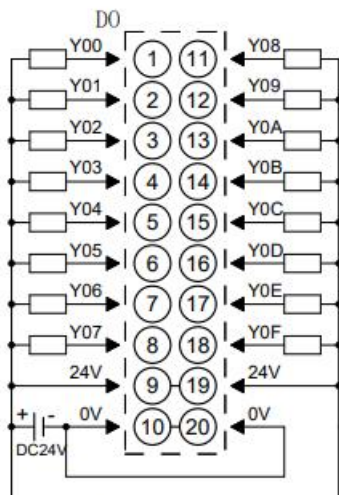 DO
Y00 1 11 Y08
Y01 2 12 Y09
Y02 3 13 Y0A
Y03 4 14 Y0B
Y04 5 15 Y0C
Y05 6 16 Y0D
Y06 7 17 Y0E
Y07 8 18 Y0F
24V 9 19 24V
+ - 0V 10 20 0V
DC24V